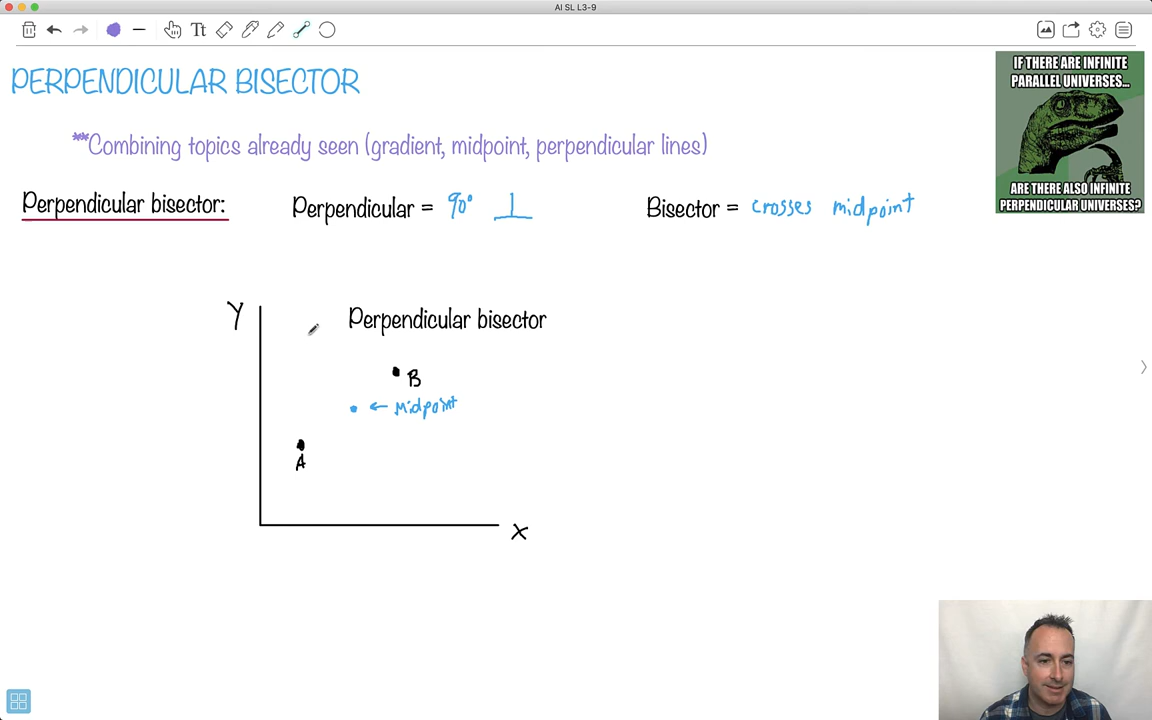 AI SL L3-9
Tt
PERPENDICULAR BISECTOR
IF THERE ARE INFINITE
PARALLEL UNIVERSES...
ARE THERE ALSO INFINITE
PERPENDICULAR UNIVERSES?
***Combining topics already seen (gradient, midpoint, perpendicular lines)
Perpendicular bisector: Perpendicular = 90° ⊥ Bisector = crosses midpoint
Y
Perpendicular bisector
B
← Midpoint
A
X